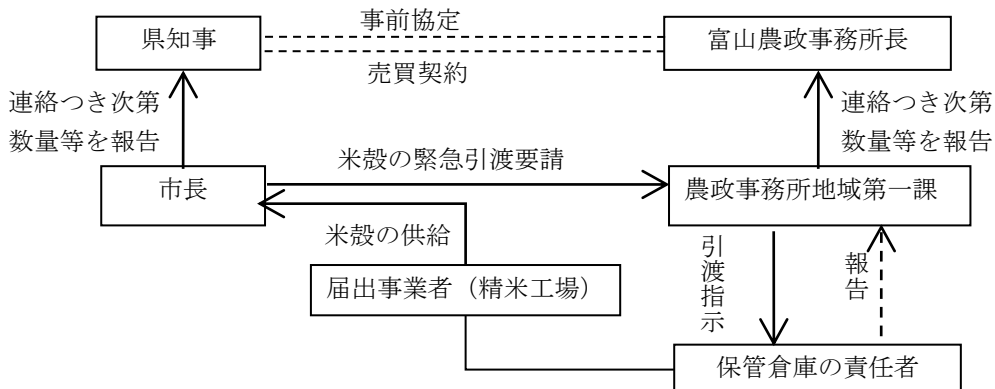 県知事
事前協定
富山農政事務所長
売買契約
連絡つき次第
数量等を報告
連絡つき次第
数量等を報告
米殻の緊急引渡要請
市長
農政事務所地域第一課
米殻の供給
引渡指示
報告
届出事業者（精米工場）
保管倉庫の責任者